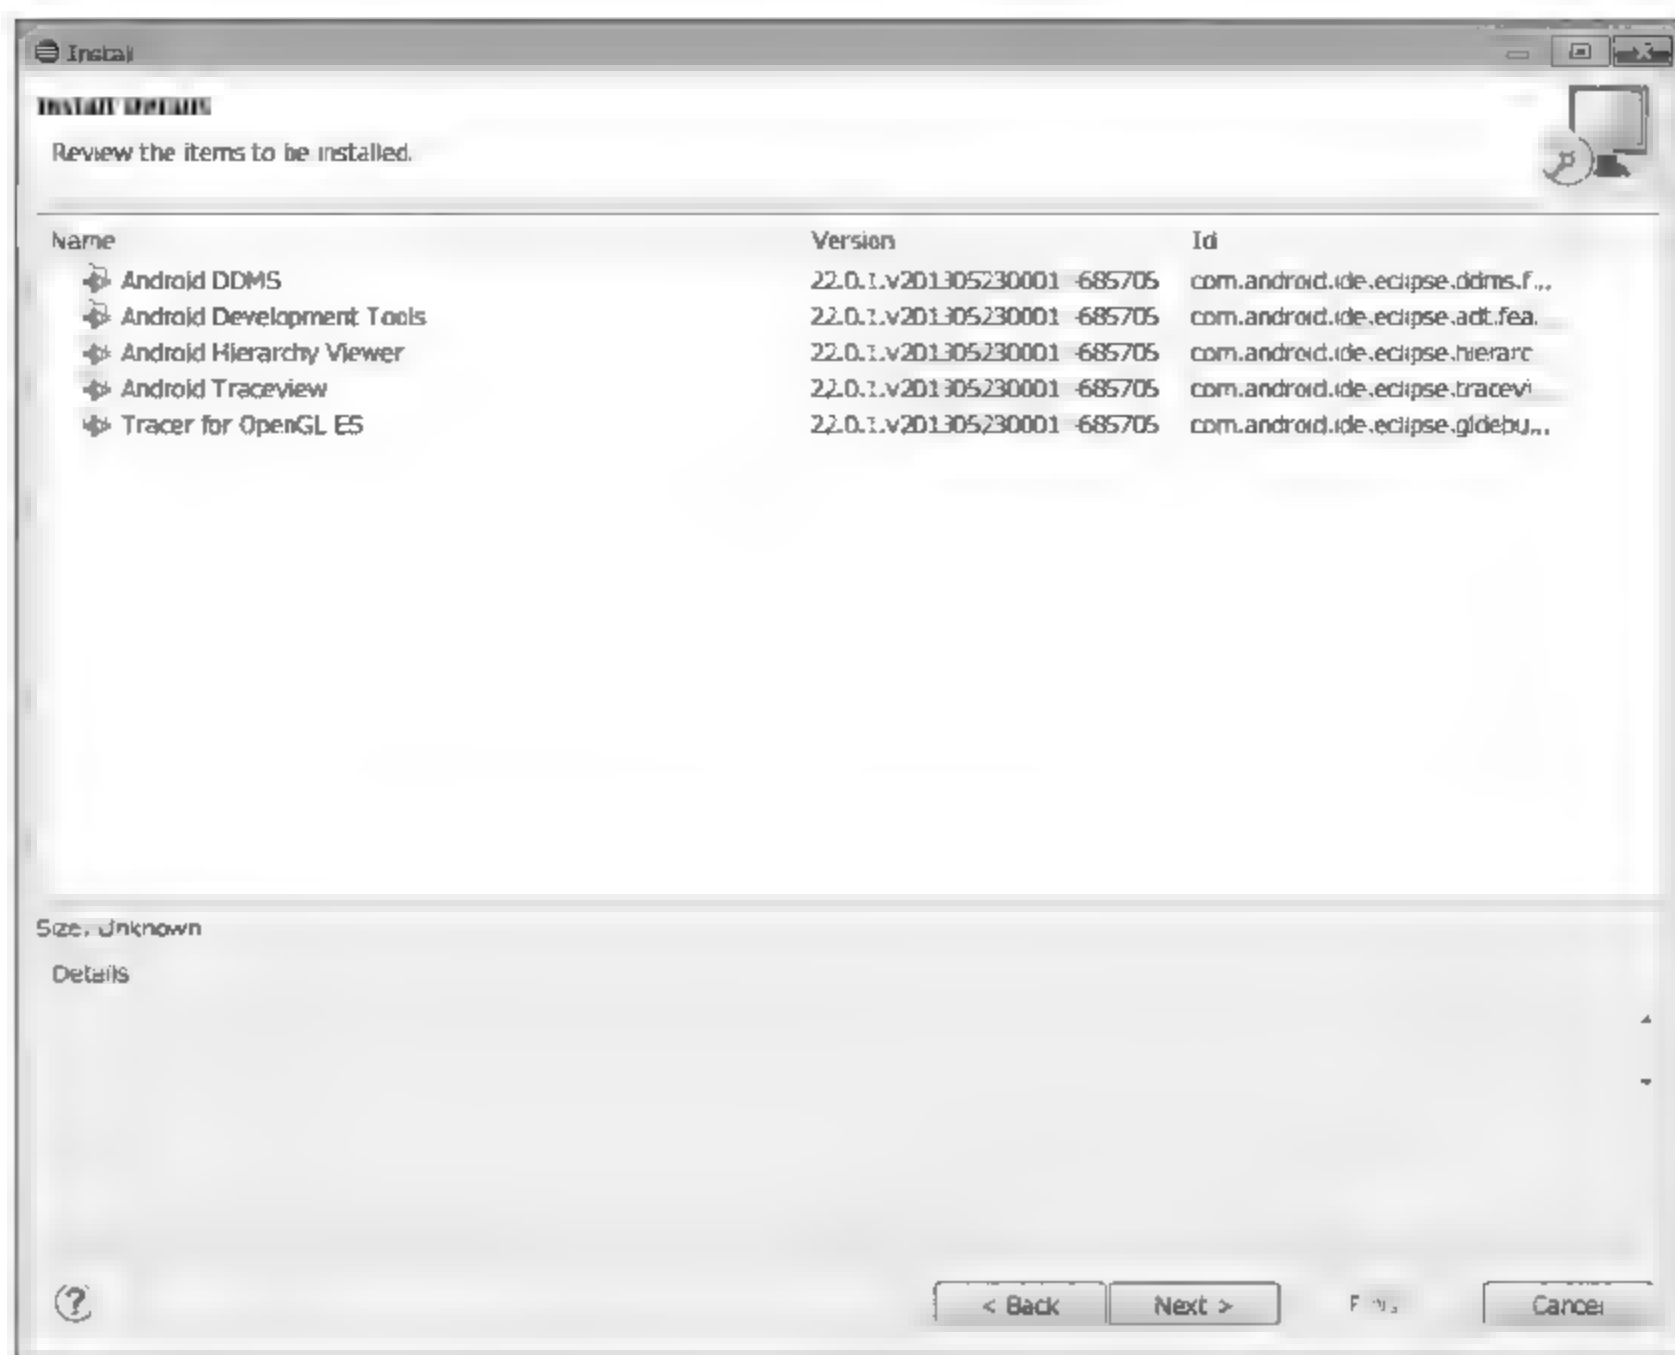 Install
Install Details
Review the items to be installed.
Name Version Id
Android DDMS 22.0.1.v201305230001--685705 com.android.ide.eclipse.ddms.f...
Android Development Tools 22.0.1.v201305230001--685705 com.android.ide.eclipse.adt.fea.
Android Hierarchy Viewer 22.0.1.v201305230001--685705 com.android.ide.eclipse.hierarc
Android Traceview 22.0.1.v201305230001--685705 com.android.ide.eclipse.tracevi
Tracer for OpenGL ES 22.0.1.v201305230001--685705 com.android.ide.eclipse.gldebu...
Size: Unknown
Details
< Back Next > Cancel